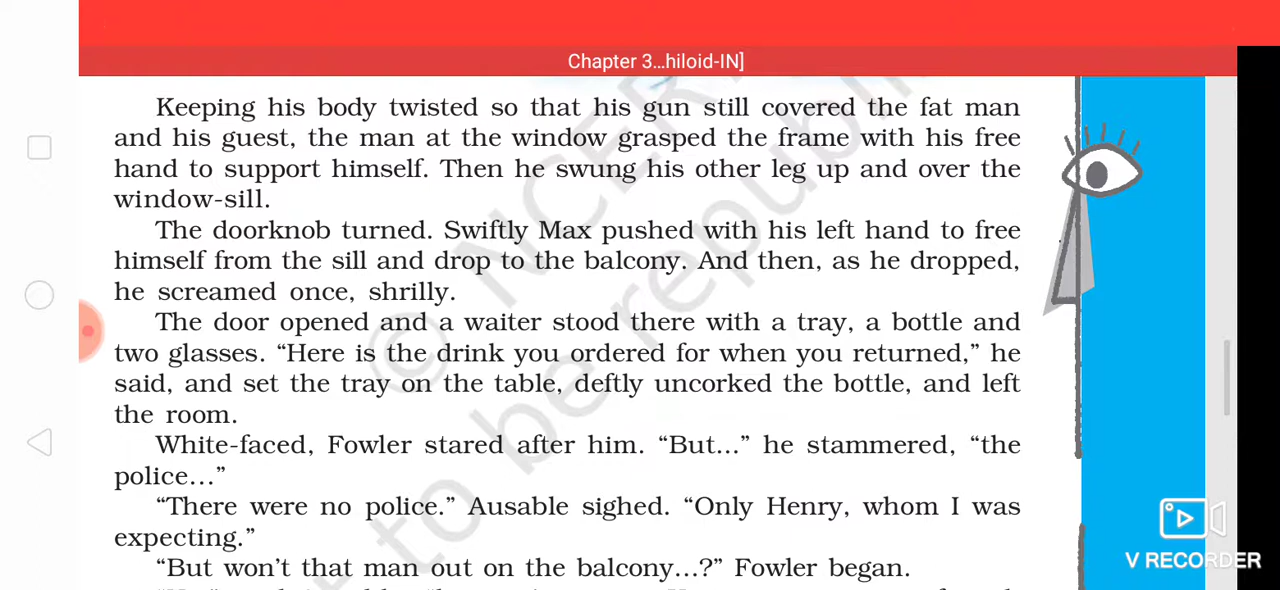 Chapter 3...hiloid-IN]
Keeping his body twisted so that his gun still covered the fat man
and his guest, the man at the window grasped the frame with his free
hand to support himself. Then he swung his other leg up and over the
window-sill.
The doorknob turned. Swiftly Max pushed with his left hand to free
himself from the sill and drop to the balcony. And then, as he dropped,
he screamed once, shrilly.
The door opened and a waiter stood there with a tray, a bottle and
two glasses. “Here is the drink you ordered for when you returned,” he
said, and set the tray on the table, deftly uncorked the bottle, and left
the room.
White-faced, Fowler stared after him. “But...” he stammered, “the
police...”
“There were no police.” Ausable sighed. “Only Henry, whom I was
expecting.”
“But won’t that man out on the balcony...?” Fowler began.
© NCER
to be republi
V RECORDER